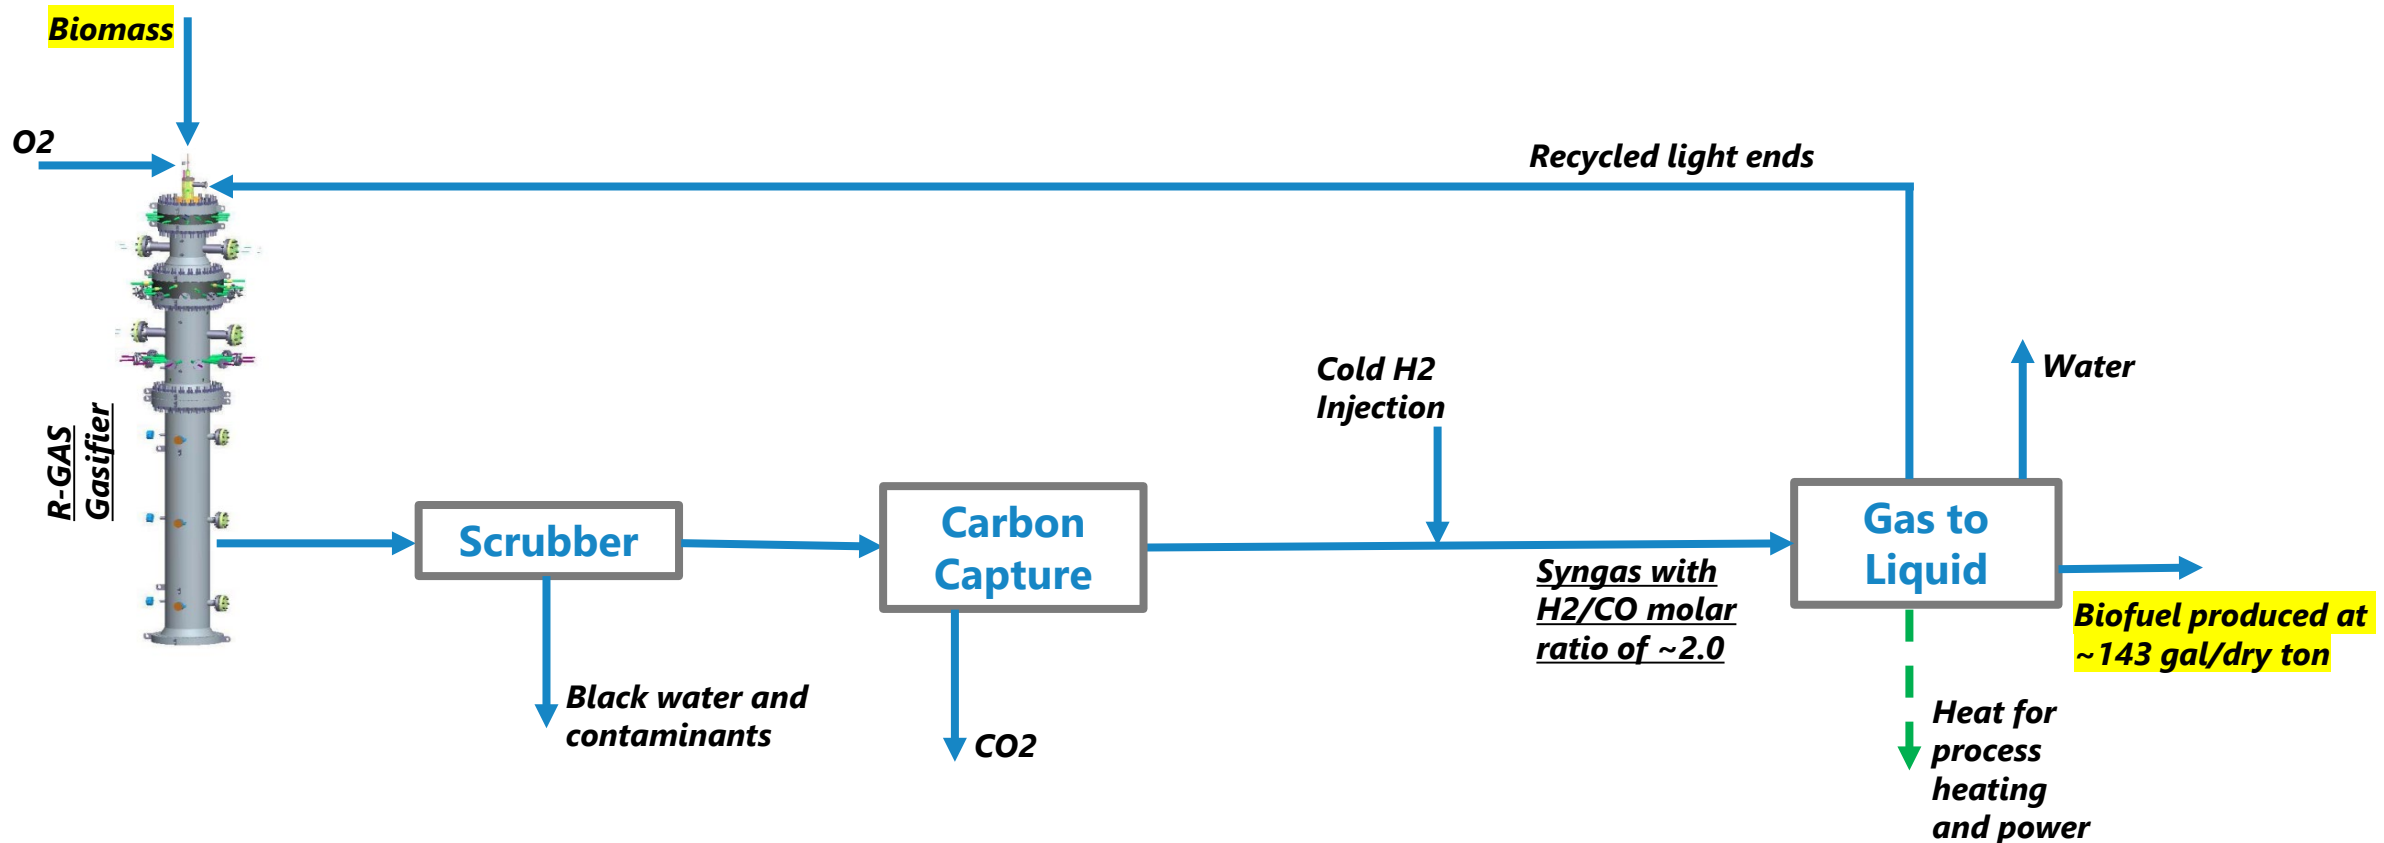 Biomass
O2
Recycled light ends
R-GAS
Gasifier
Cold H2
Injection
Water
Scrubber
Carbon
Capture
Gas to
Liquid
Syngas with
H2/CO molar
ratio of ~2.0
Biofuel produced at
~143 gal/dry ton
Black water and
contaminants
CO2
Heat for
process
heating
and power